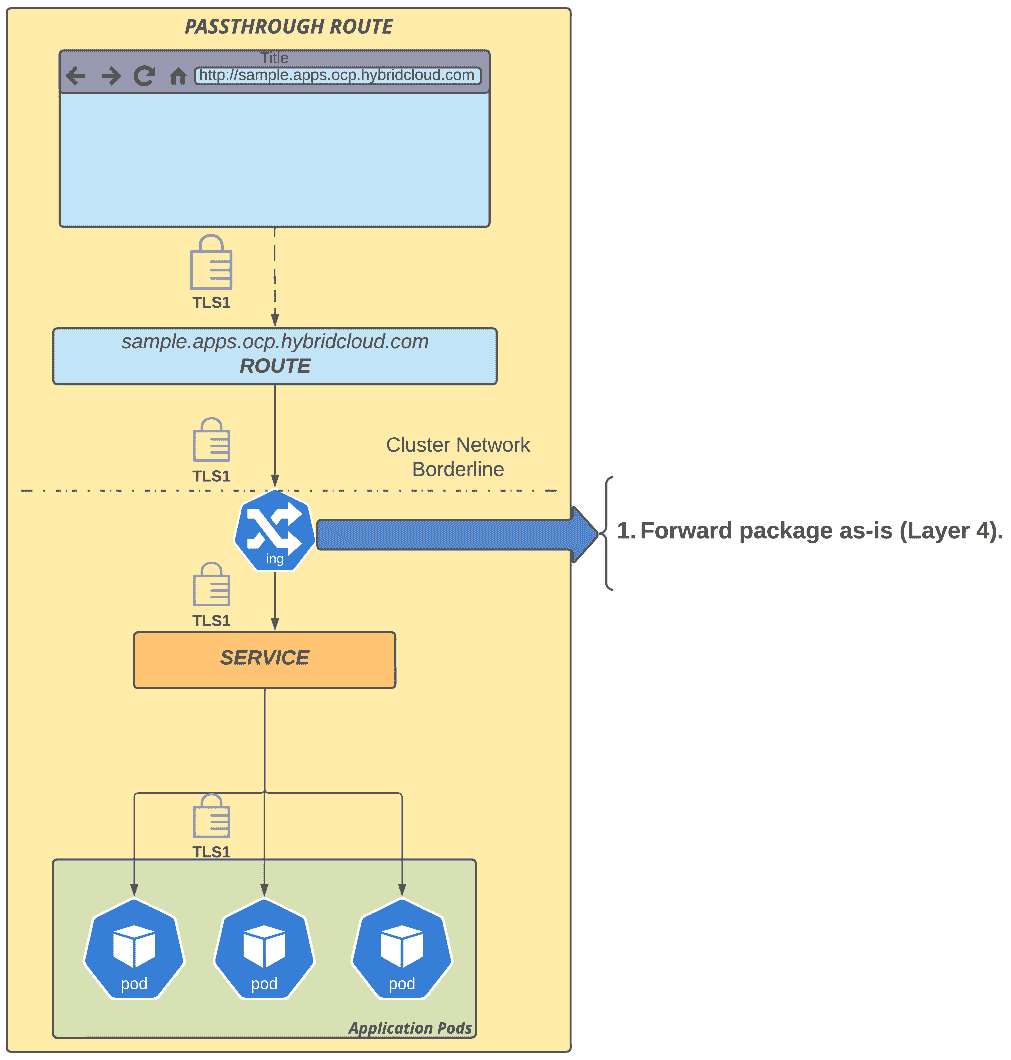 PASSTHROUGH ROUTE
Title
http://sample.apps.ocp.hybridcloud.com
TLS1
sample.apps.ocp.hybridcloud.com
ROUTE
TLS1
Cluster Network
Borderline
ing
1. Forward package as-is (Layer 4).
TLS1
SERVICE
TLS1
pod
pod
pod
Application Pods